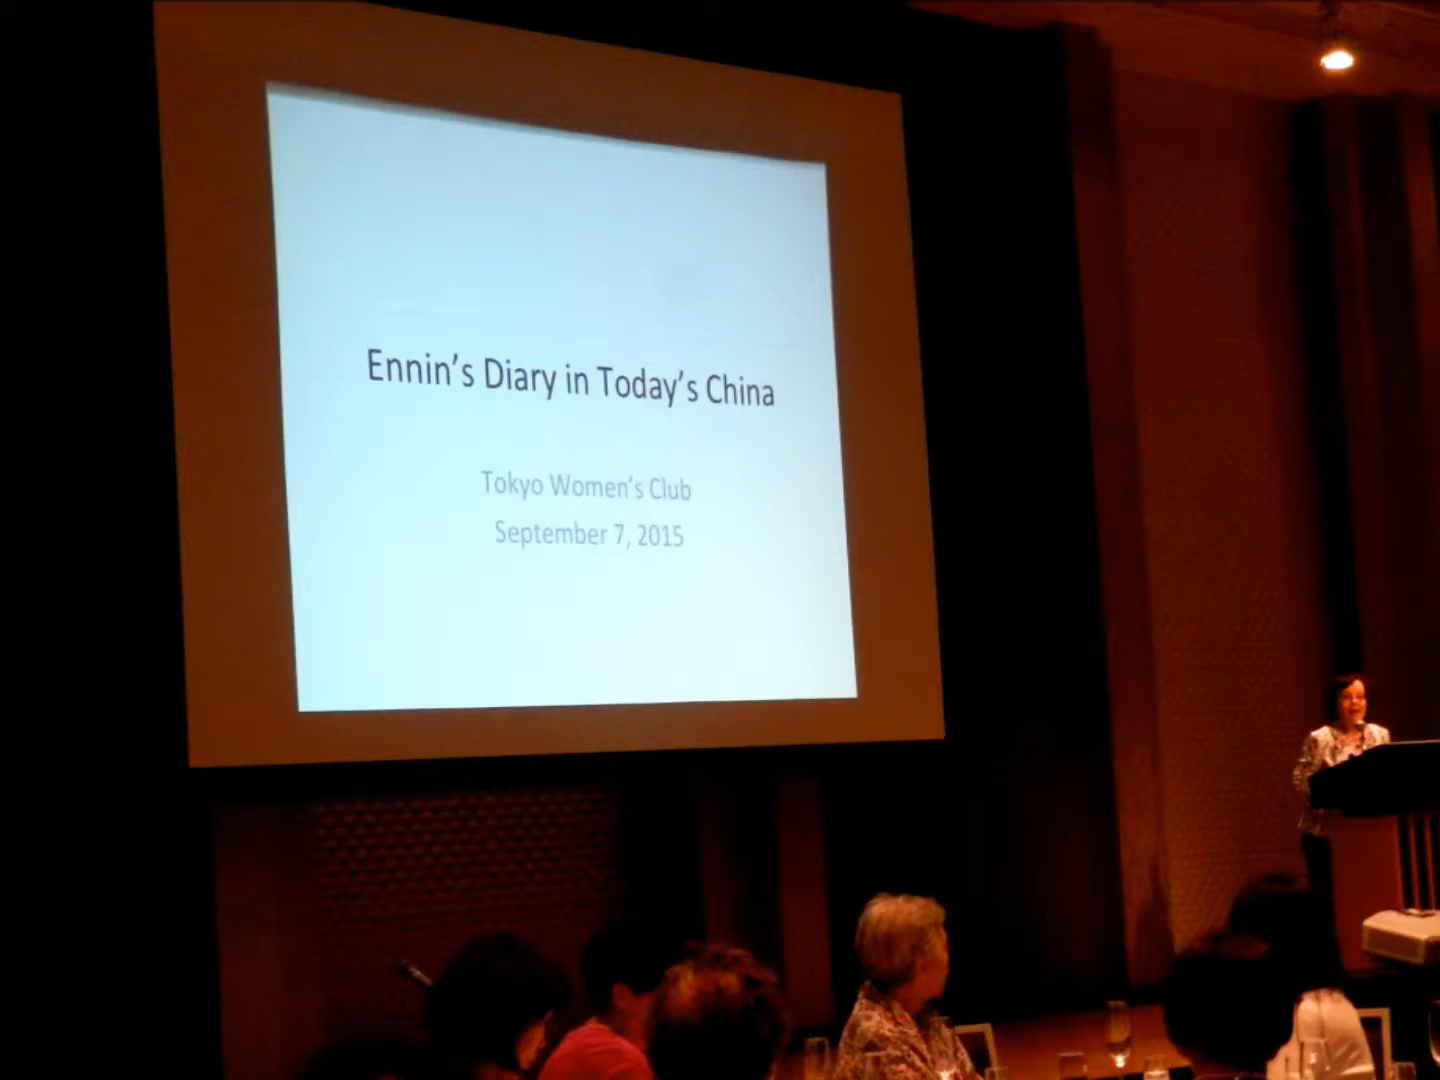 Ennin’s Diary in Today’s China
Tokyo Women’s Club
September 7, 2015